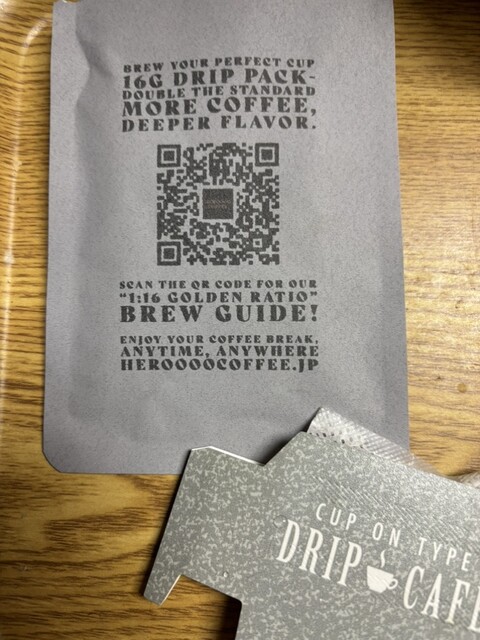 BREW YOUR PERFECT CUP
16G DRIP PACK-
DOUBLE THE STANDARD
MORE COFFEE,
DEEPER FLAVOR.
SCAN THE QR CODE FOR OUR
"1:16 GOLDEN RATIO"
BREW GUIDE!
ENJOY YOUR COFFEE BREAK,
ANYTIME, ANYWHERE
HEROOOOCOFFEE.JP
CUP ON TYPE
DRIP CAFE